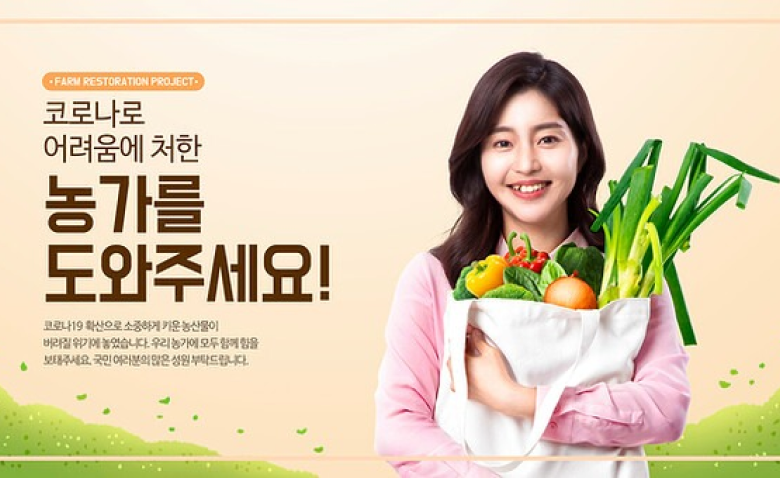 • FARM RESTORATION PROJECT •
코로나로
어려움에 처한
농가를
도와주세요!
코로나19 확산으로 소중하게 키운 농산물이
버려질 위기에 놓였습니다. 우리 농가에 모두 함께 힘을
보태주세요. 국민 여러분의 많은 성원 부탁드립니다.